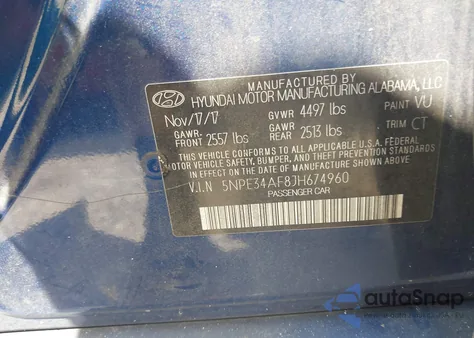 MANUFACTURED BY
HYUNDAI MOTOR MANUFACTURING ALABAMA, LLC
Nov/17/17 GVWR 4497 lbs PAINT VU
GAWR: FRONT 2557 lbs GAWR: REAR 2513 lbs TRIM CT
THIS VEHICLE CONFORMS TO ALL APPLICABLE FEDERAL
MOTOR VEHICLE SAFETY, BUMPER, AND THEFT PREVENTION
STANDARDS IN EFFECT ON THE DATE OF MANUFACTURE SHOWN ABOVE.
V.I.N 5NPE34AF8JH674960
PASSENGER CAR
autoSnap